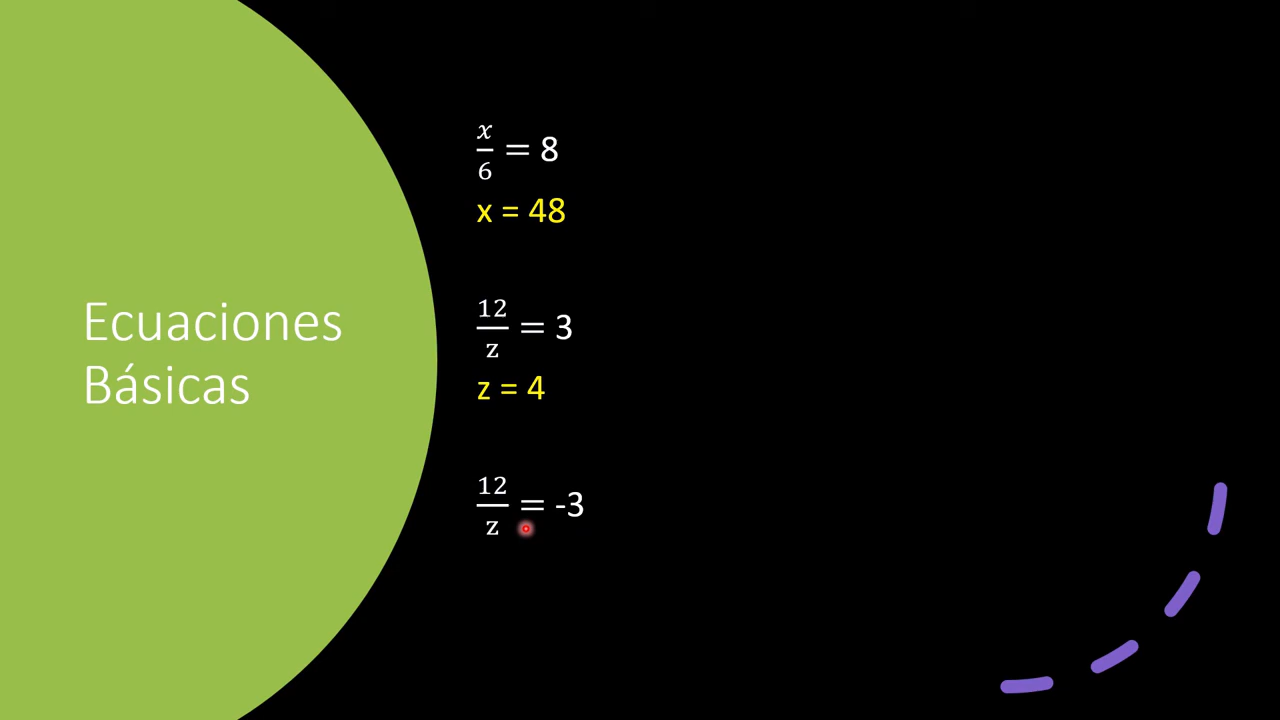 Ecuaciones
Básicas
x/6 = 8
x = 48
12/z = 3
z = 4
12/z = -3